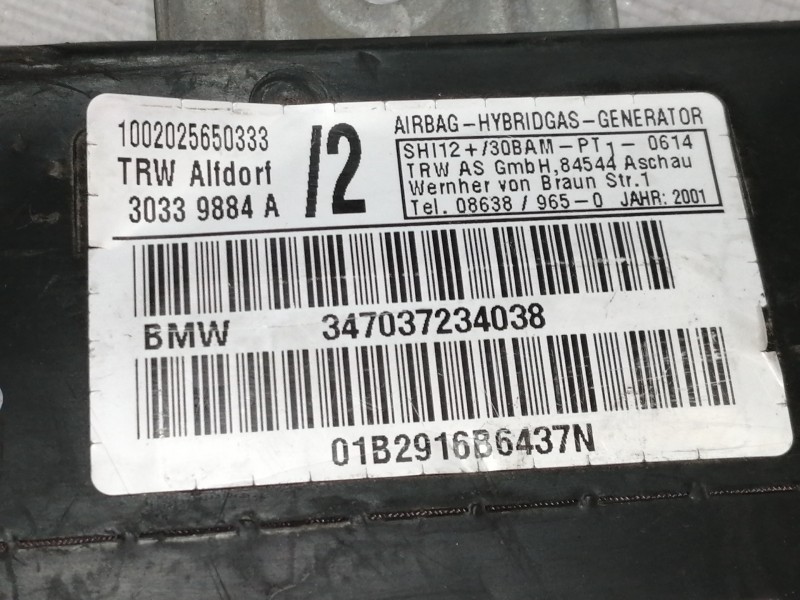 1002025650333
TRW Alfdorf
3033 9884 A
/2
AIRBAG-HYBRIDGAS-GENERATOR
SHI12+/30BAM-PT1- 0614
TRW AS GmbH,84544 Aschau
Wernher von Braun Str.1
Tel. 08638/965-0 JAHR: 2001
BMW 347037234038
01B2916B6437N